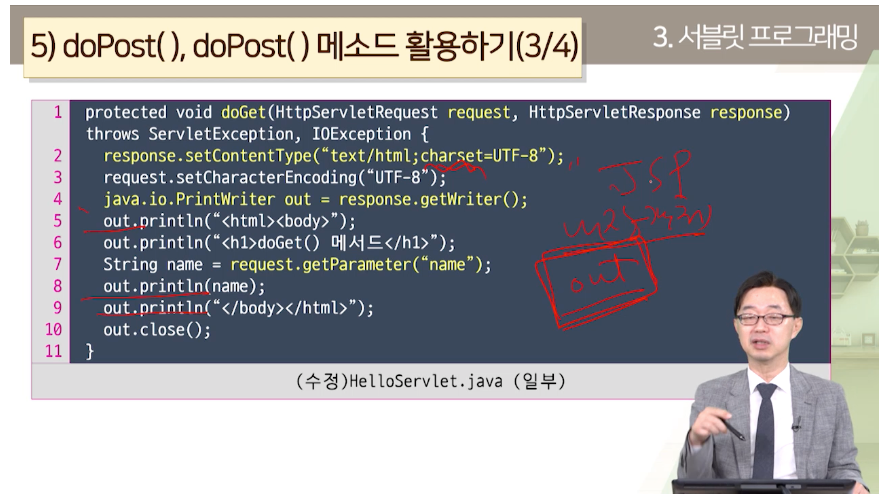 5) doPost( ), doPost( ) 메소드 활용하기(3/4)
3. 서블릿 프로그래밍
1 protected void doGet(HttpServletRequest request, HttpServletResponse response)
throws ServletException, IOException {
2 response.setContentType(“text/html;charset=UTF-8”);
3 request.setCharacterEncoding(“UTF-8”);
4 java.io.PrintWriter out = response.getWriter();
5 out.println(“<html><body>”);
6 out.println(“<h1>doGet() 메서드</h1>”);
7 String name = request.getParameter(“name”);
8 out.println(name);
9 out.println(“</body></html>”);
10 out.close();
11 }
JSP
out
(수정)HelloServlet.java (일부)